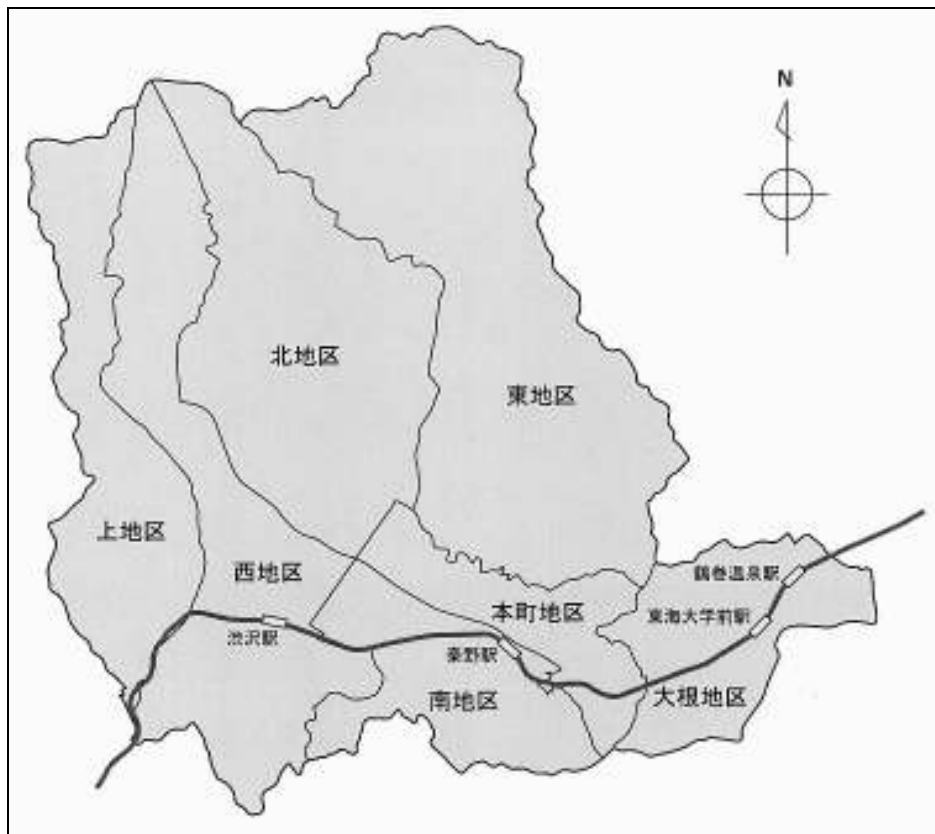 N
北地区
東地区
上地区
西地区
鶴巻温泉駅
本町地区
東海大学前駅
渋沢駅
秦野駅
南地区
大根地区